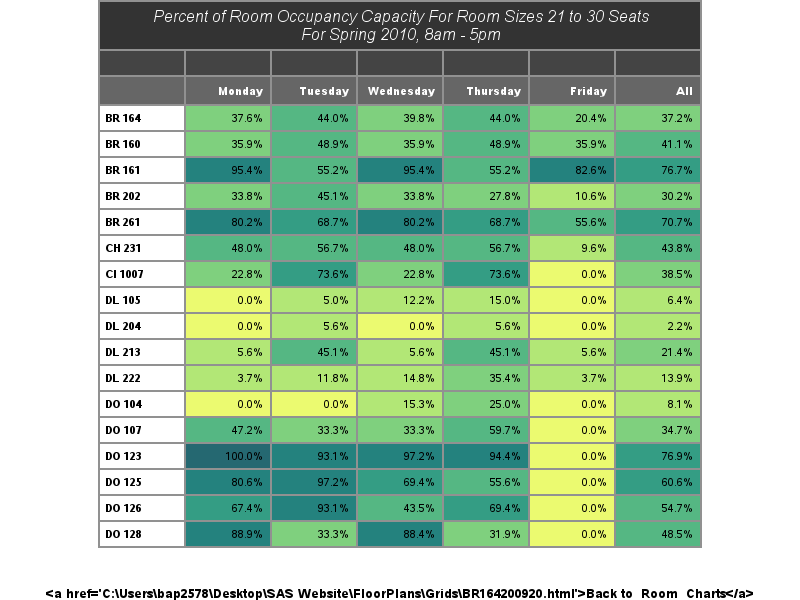 Percent of Room Occupancy Capacity For Room Sizes 21 to 30 Seats
For Spring 2010, 8am - 5pm
Monday Tuesday Wednesday Thursday Friday All
BR 164 37.6% 44.0% 39.8% 44.0% 20.4% 37.2%
BR 160 35.9% 48.9% 35.9% 48.9% 35.9% 41.1%
BR 161 95.4% 55.2% 95.4% 55.2% 82.6% 76.7%
BR 202 33.8% 45.1% 33.8% 27.8% 10.6% 30.2%
BR 261 80.2% 68.7% 80.2% 68.7% 55.6% 70.7%
CH 231 48.0% 56.7% 48.0% 56.7% 9.6% 43.8%
CI 1007 22.8% 73.6% 22.8% 73.6% 0.0% 38.5%
DL 105 0.0% 5.0% 12.2% 15.0% 0.0% 6.4%
DL 204 0.0% 5.6% 0.0% 5.6% 0.0% 2.2%
DL 213 5.6% 45.1% 5.6% 45.1% 5.6% 21.4%
DL 222 3.7% 11.8% 14.8% 35.4% 3.7% 13.9%
DO 104 0.0% 0.0% 15.3% 25.0% 0.0% 8.1%
DO 107 47.2% 33.3% 33.3% 59.7% 0.0% 34.7%
DO 123 100.0% 93.1% 97.2% 94.4% 0.0% 76.9%
DO 125 80.6% 97.2% 69.4% 55.6% 0.0% 60.6%
DO 126 67.4% 93.1% 43.5% 69.4% 0.0% 54.7%
DO 128 88.9% 33.3% 88.4% 31.9% 0.0% 48.5%
<a href='C:\Users\bap2578\Desktop\SAS Website\FloorPlans\Grids\BR164200920.html'>Back to Room Charts</a>